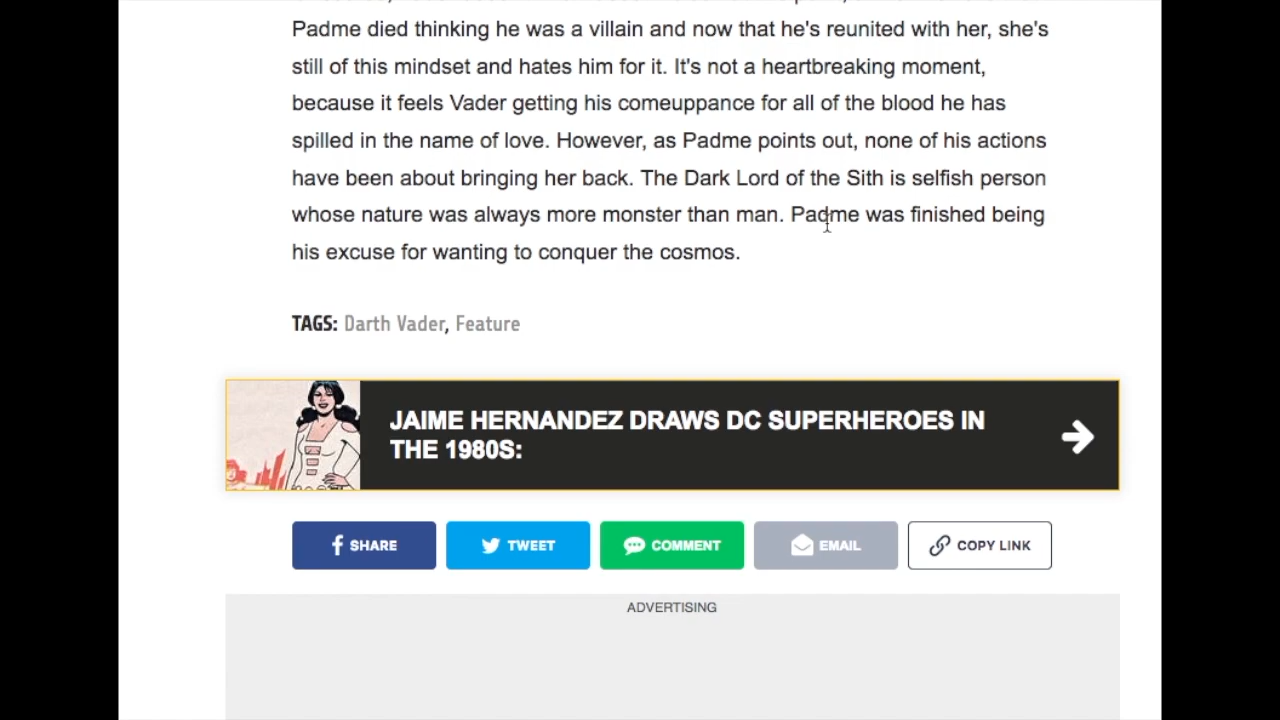 Padme died thinking he was a villain and now that he's reunited with her, she's
still of this mindset and hates him for it. It's not a heartbreaking moment,
because it feels Vader getting his comeuppance for all of the blood he has
spilled in the name of love. However, as Padme points out, none of his actions
have been about bringing her back. The Dark Lord of the Sith is selfish person
whose nature was always more monster than man. Padme was finished being
his excuse for wanting to conquer the cosmos.
TAGS: Darth Vader, Feature
JAIME HERNANDEZ DRAWS DC SUPERHEROES IN
THE 1980S:
SHARE
TWEET
COMMENT
EMAIL
COPY LINK
ADVERTISING